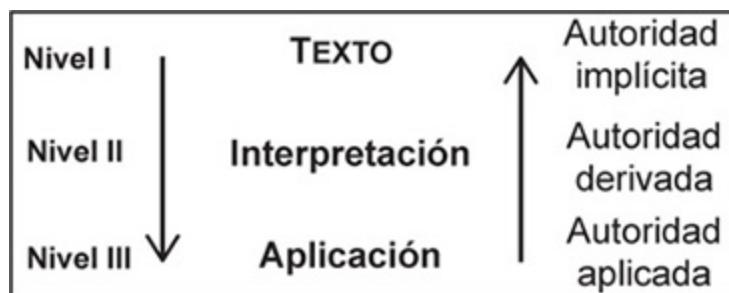 Nivel I TEXTO Autoridad
implícita
Nivel II Interpretación Autoridad
derivada
Nivel III Aplicación Autoridad
aplicada